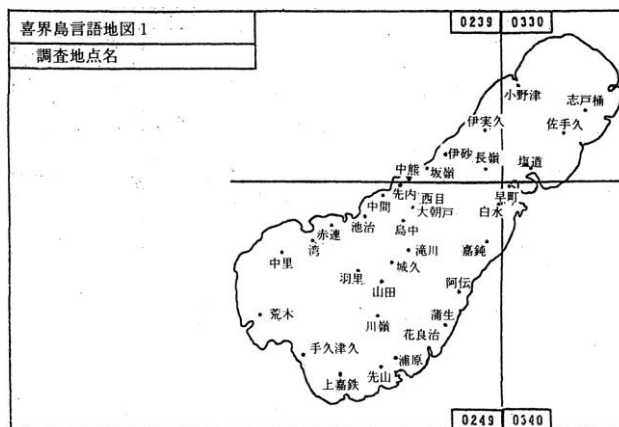 喜界島言語地図1
調査地点名
0239 0330
小野津
志戸桶
伊実久
佐手久
伊砂
長嶺
塩道
中熊
坂嶺
先内
西目
早町
中間
大朝戸
白水
池治
島中
赤連
湾
滝川
嘉鈍
中里
羽里
城久
山田
阿伝
荒木
川嶺
蒲生
花良治
手久津久
浦原
先山
上嘉鉄
0249 0340